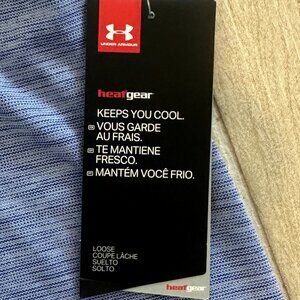 UNDER ARMOUR
heatgear
KEEPS YOU COOL.
VOUS GARDE
AU FRAIS.
TE MANTIENE
FRESCO.
MANTÉM VOCÊ FRIO.
LOOSE
COUPE LÂCHE
SUELTO
SOLTO
heatgear